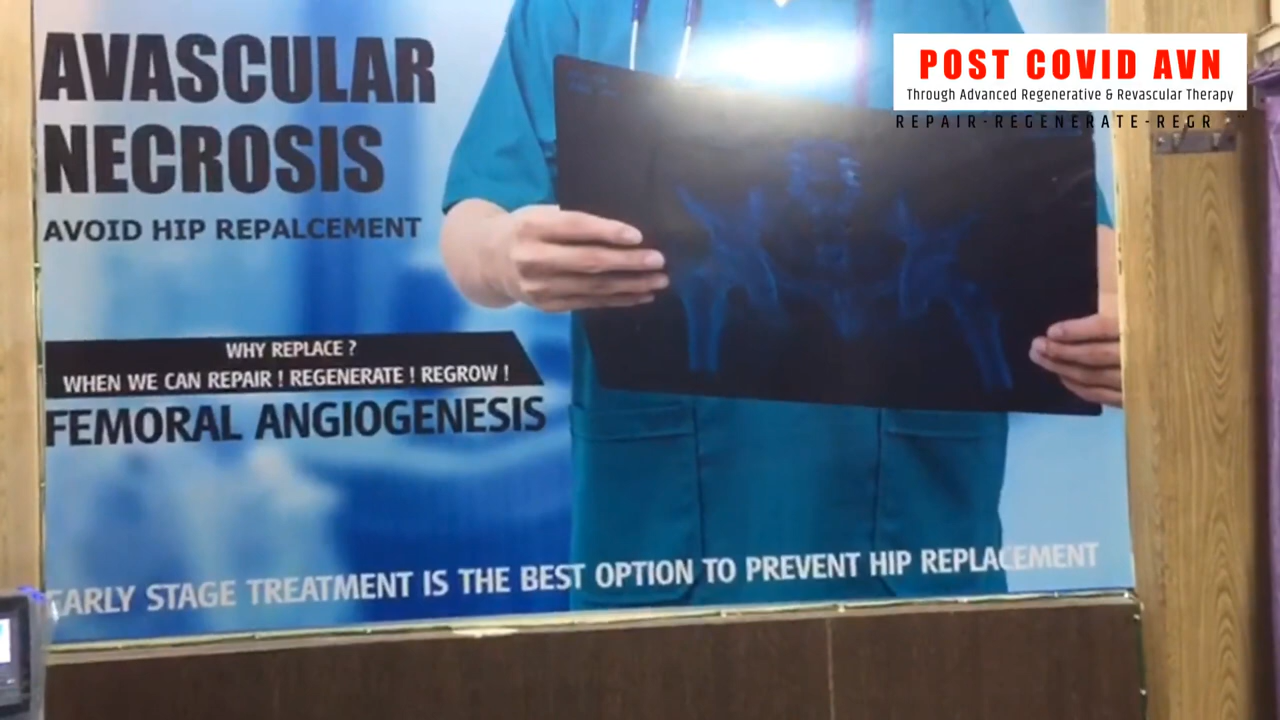 AVASCULAR
NECROSIS
AVOID HIP REPALCEMENT
WHY REPLACE ?
WHEN WE CAN REPAIR ! REGENERATE ! REGROW !
FEMORAL ANGIOGENESIS
EARLY STAGE TREATMENT IS THE BEST OPTION TO PREVENT HIP REPLACEMENT
POST COVID AVN
Through Advanced Regenerative & Revascular Therapy
REPAIR-REGENERATE-REGR